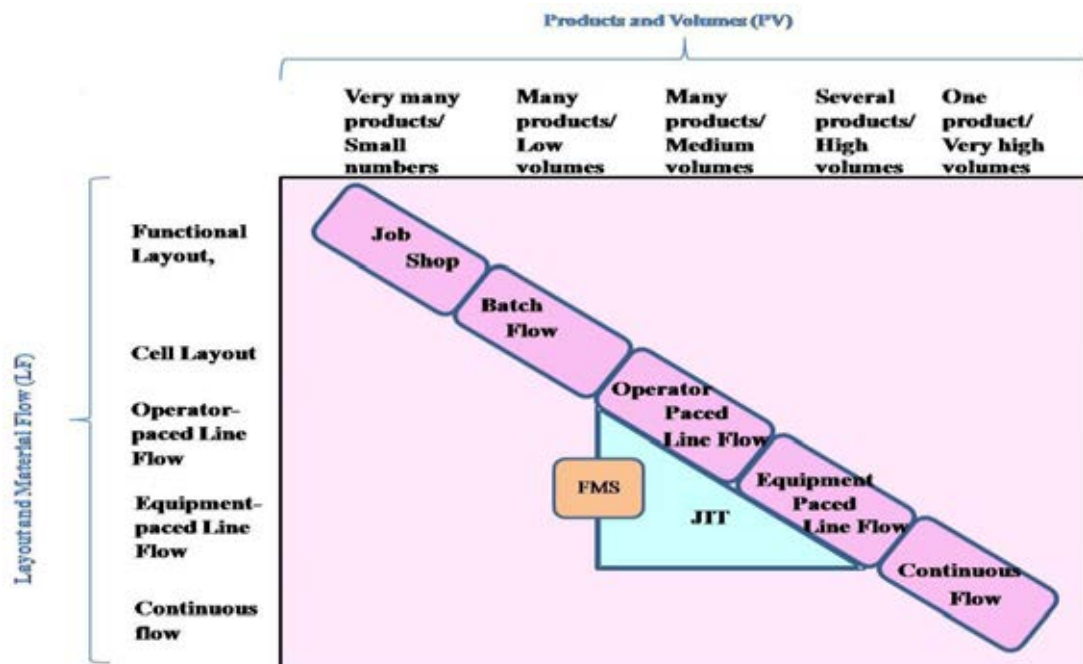 Products and Volumes (PV)
Very many
products/
Small
numbers
Many
products/
Low
volumes
Many
products/
Medium
volumes
Several
products/
High
volumes
One
product/
Very high
volumes
Layout and Material Flow (LF)
Functional
Layout,
Cell Layout
Operator-
paced Line
Flow
Equipment-
paced Line
Flow
Continuous
flow
Job
Shop
Batch
Flow
Operator
Paced
Line Flow
FMS
JIT
Equipment
Paced
Line Flow
Continuous
Flow